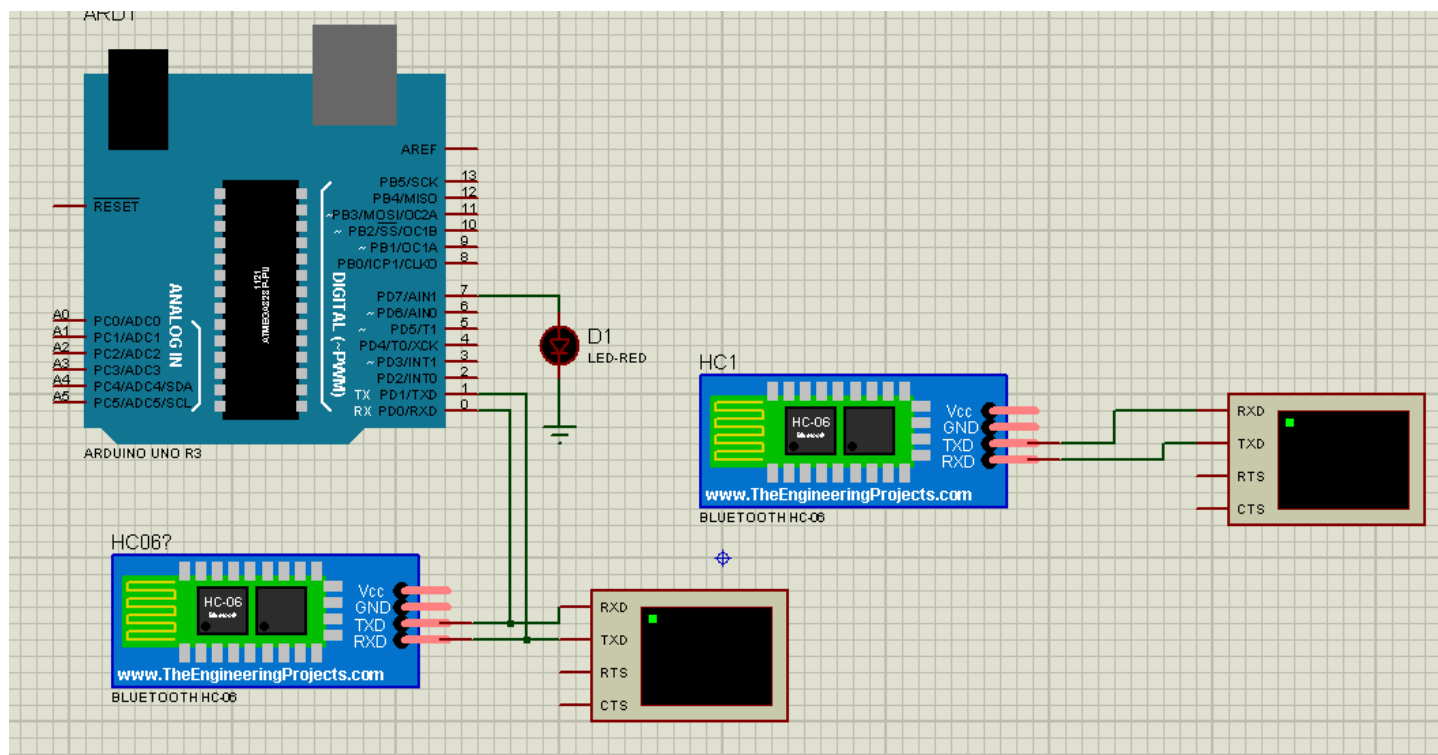 ARD1
AREF
RESET
PB5/SCK 13
PB4/MISO 12
~PB3/MOSI/OC2A 11
~ PB2/SS/OC1B 10
~ PB1/OC1A 9
PB0/ICP1/CLKO 8
1121
ATMEGA328P-PU
DIGITAL (~PWM)
ANALOG IN
PD7/AIN1 7
~PD6/AIN0 6
~ PD5/T1 5
PD4/T0/XCK 4
~PD3/INT1 3
PD2/INT0 2
TX PD1/TXD 1
RX PD0/RXD 0
A0 PC0/ADC0
A1 PC1/ADC1
A2 PC2/ADC2
A3 PC3/ADC3
A4 PC4/ADC4/SDA
A5 PC5/ADC5/SCL
ARDUINO UNO R3
D1
LED-RED
HC1
HC-06
Vcc
GND
TXD
RXD
www.TheEngineeringProjects.com
BLUETOOTH HC-06
RXD
TXD
RTS
CTS
HC06?
HC-06
Vcc
GND
TXD
RXD
www.TheEngineeringProjects.com
BLUETOOTH HC-06
RXD
TXD
RTS
CTS